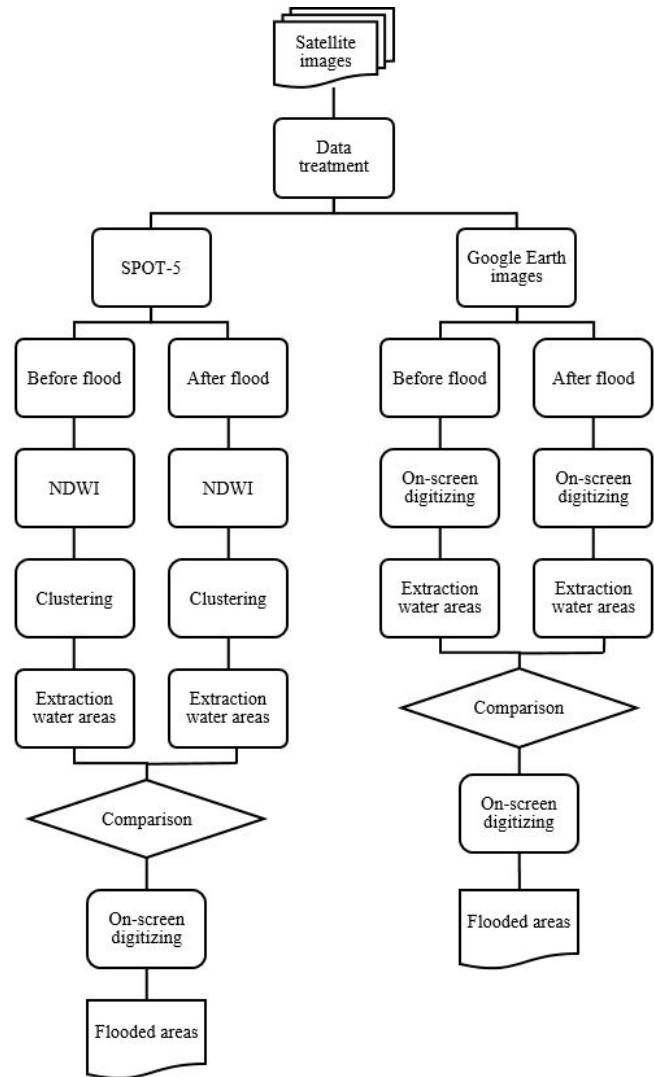 Satellite
images
Data
treatment
SPOT-5
Google Earth
images
Before flood
After flood
Before flood
After flood
NDWI
NDWI
On-screen
digitizing
On-screen
digitizing
Clustering
Clustering
Extraction
water areas
Extraction
water areas
Extraction
water areas
Extraction
water areas
Comparison
Comparison
On-screen
digitizing
On-screen
digitizing
Flooded areas
Flooded areas